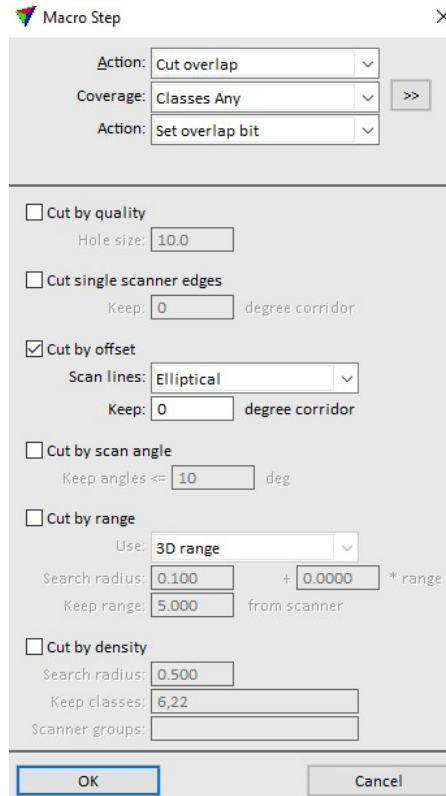 Macro Step
Action: Cut overlap
Coverage: Classes Any >>
Action: Set overlap bit
Cut by quality
Hole size: 10.0
Cut single scanner edges
Keep: 0 degree corridor
Cut by offset
Scan lines: Elliptical
Keep: 0 degree corridor
Cut by scan angle
Keep angles <= 10 deg
Cut by range
Use: 3D range
Search radius: 0.100 + 0.0000 * range
Keep range: 5.000 from scanner
Cut by density
Search radius: 0.500
Keep classes: 6,22
Scanner groups:
OK Cancel